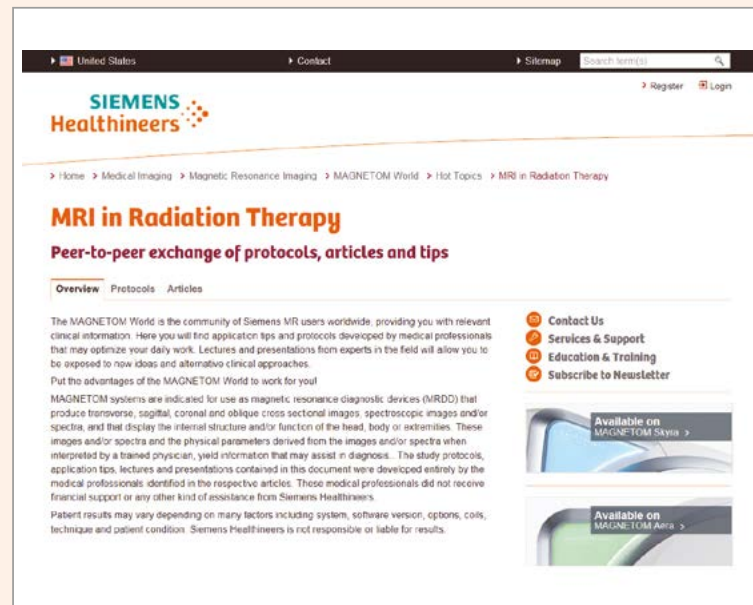 United States
Contact
Sitemap
Search term(s)
Register
Login
SIEMENS
Healthineers
Home > Medical Imaging > Magnetic Resonance Imaging > MAGNETOM World > Hot Topics > MRI in Radiation Therapy
MRI in Radiation Therapy
Peer-to-peer exchange of protocols, articles and tips
Overview Protocols Articles
The MAGNETOM World is the community of Siemens MR users worldwide, providing you with relevant
clinical information. Here you will find application tips and protocols developed by medical professionals
that may optimize your daily work. Lectures and presentations from experts in the field will allow you to
be exposed to new ideas and alternative clinical approaches.
Put the advantages of the MAGNETOM World to work for you!
MAGNETOM systems are indicated for use as magnetic resonance diagnostic devices (MRDD) that
produce transverse, sagittal, coronal and oblique cross sectional images, spectroscopic images and/or
spectra, and that display the internal structure and/or function of the head, body or extremities. These
images and/or spectra and the physical parameters derived from the images and/or spectra when
interpreted by a trained physician, yield information that may assist in diagnosis.. The study protocols,
application tips, lectures and presentations contained in this document were developed entirely by the
medical professionals identified in the respective articles. Those medical professionals did not receive
financial support or any other kind of assistance from Siemens Healthineers.
Patient results may vary depending on many factors including system, software version, options, coils,
technique and patient condition. Siemens Healthineers is not responsible or liable for results.
Contact Us
Services & Support
Education & Training
Subscribe to Newsletter
Available on
MAGNETOM Skyra >
Available on
MAGNETOM Aera >